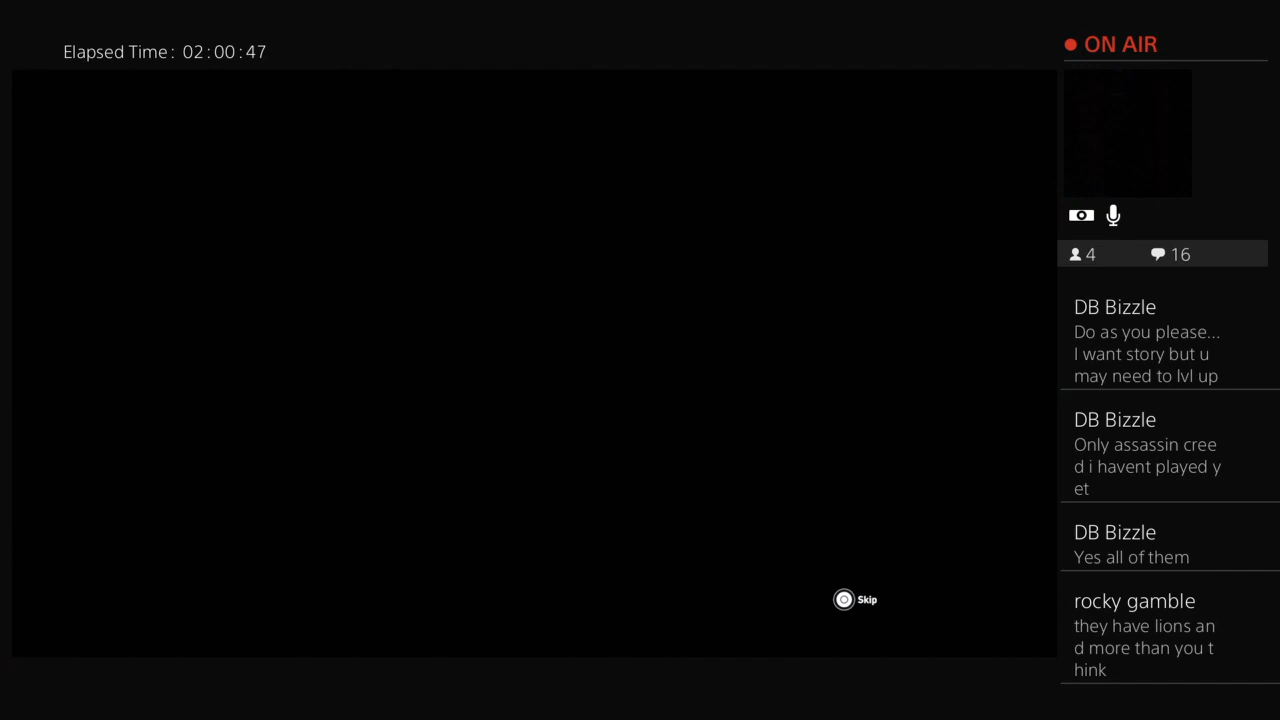 Elapsed Time: 02:00:47
ON AIR
4 16
DB Bizzle
Do as you please...
I want story but u
may need to lvl up
DB Bizzle
Only assassin cree
d i havent played y
et
DB Bizzle
Yes all of them
rocky gamble
they have lions an
d more than you t
hink
Skip